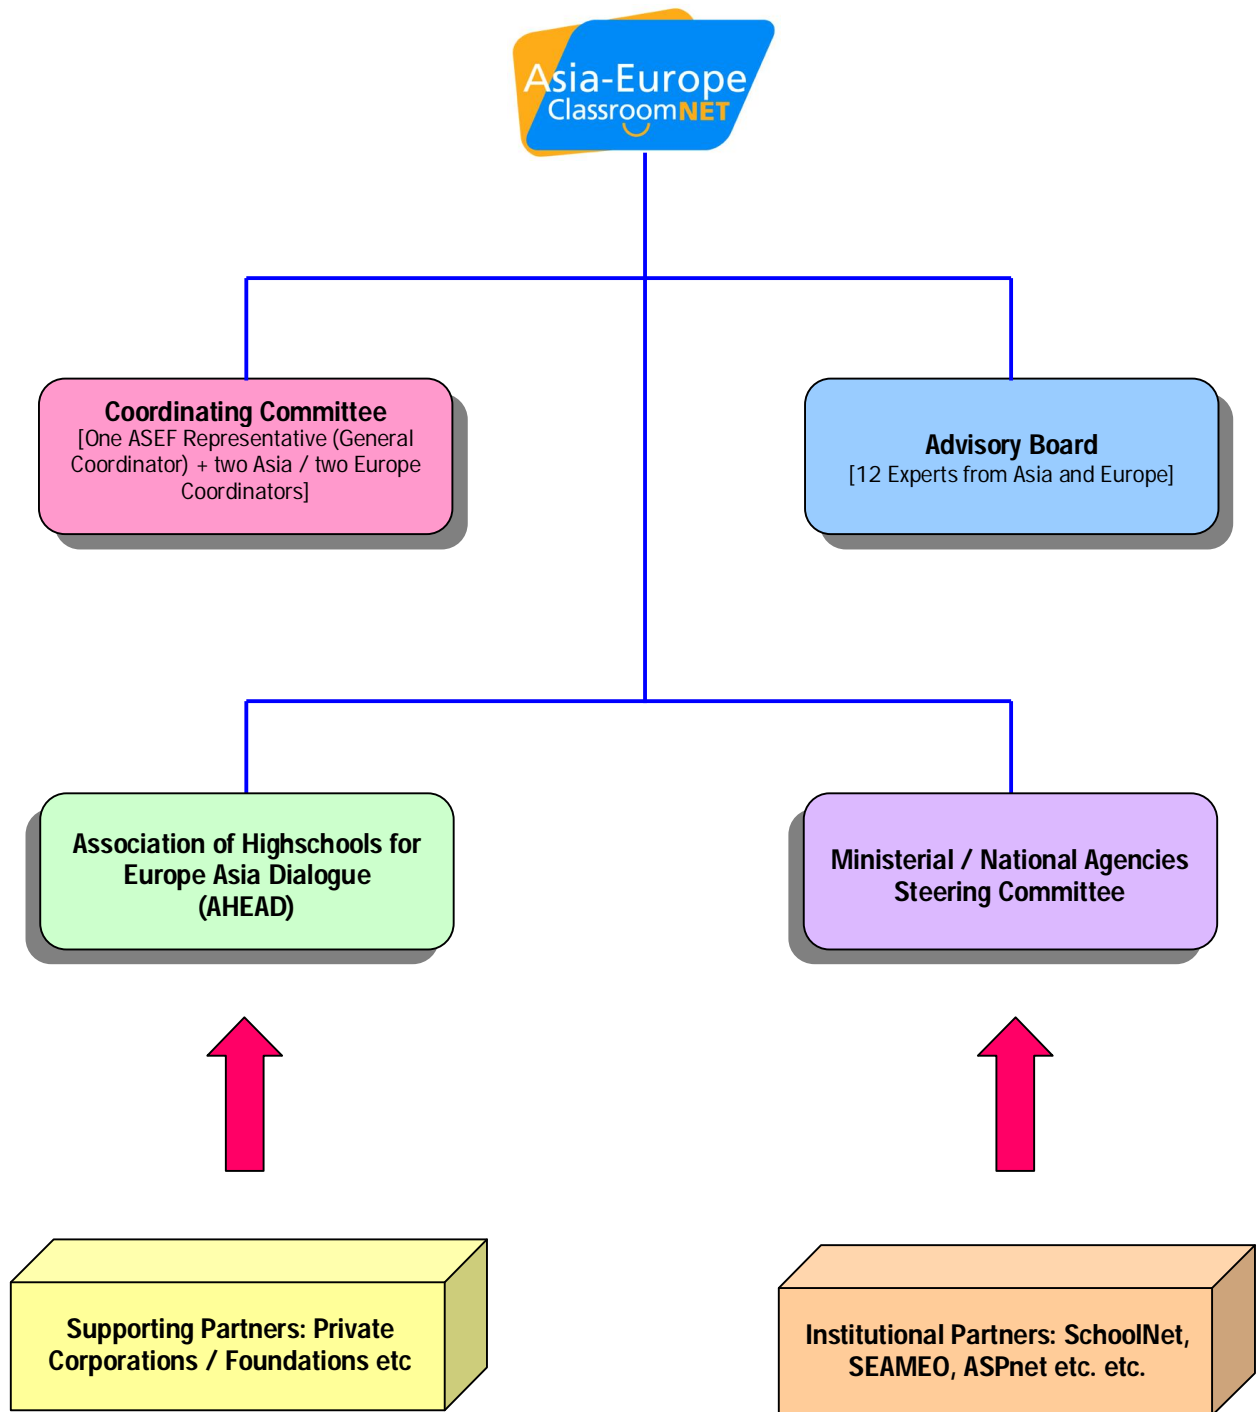 Asia-Europe
ClassroomNET
Coordinating Committee
[One ASEF Representative (General
Coordinator) + two Asia / two Europe
Coordinators]
Advisory Board
[12 Experts from Asia and Europe]
Association of Highschools for
Europe Asia Dialogue
(AHEAD)
Ministerial / National Agencies
Steering Committee
Supporting Partners: Private
Corporations / Foundations etc
Institutional Partners: SchoolNet,
SEAMEO, ASPnet etc. etc.